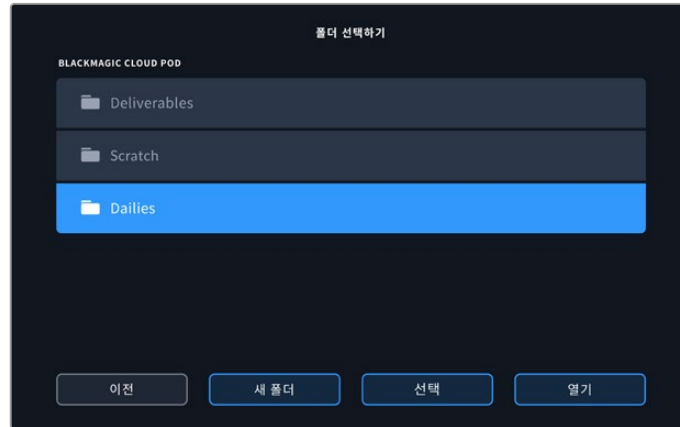 폴더 선택하기
BLACKMAGIC CLOUD POD
Deliverables
Scratch
Dailies
이전 새 폴더 선택 열기